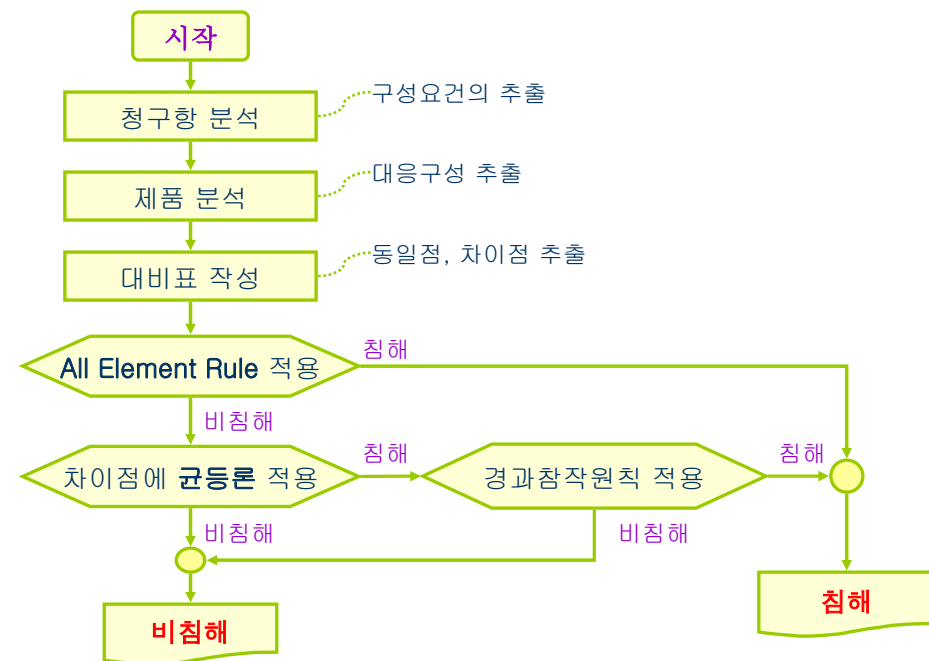 시작
청구항 분석
구성요건의 추출
제품 분석
대응구성 추출
대비표 작성
동일점, 차이점 추출
All Element Rule 적용
침해
비침해
차이점에 균등론 적용
침해
경과참작원칙 적용
침해
비침해
비침해
비침해
침해